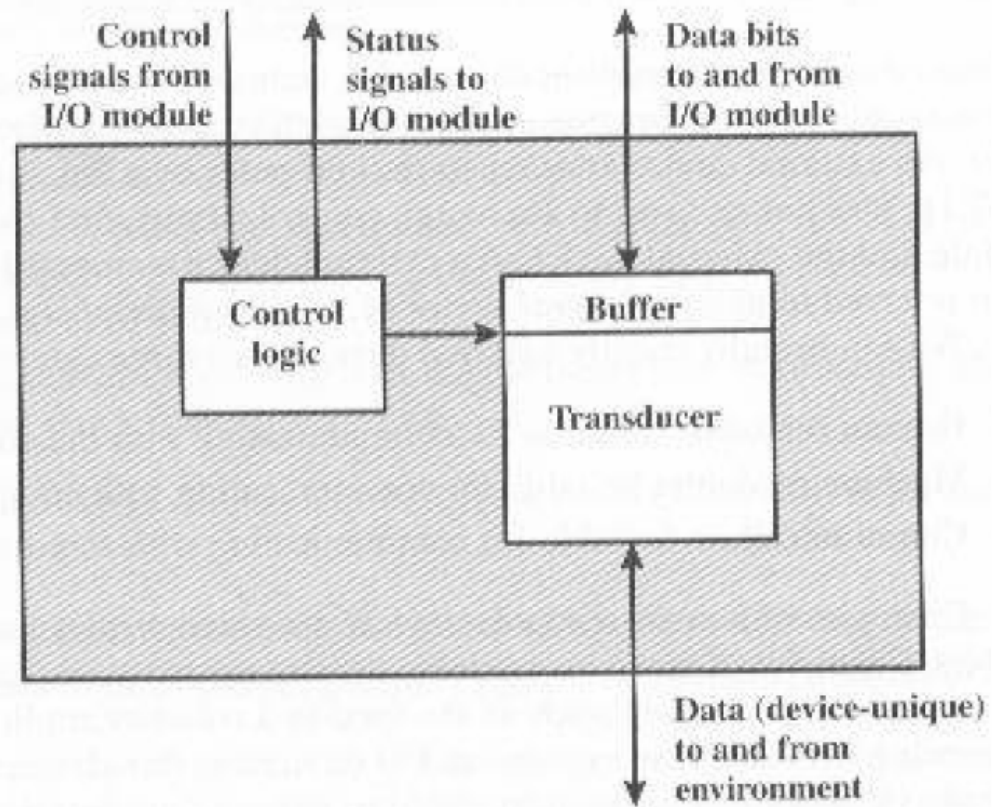 Control
signals from
I/O module
Status
signals to
I/O module
Data bits
to and from
I/O module
Control
logic
Buffer
Transducer
Data (device-unique)
to and from
environment